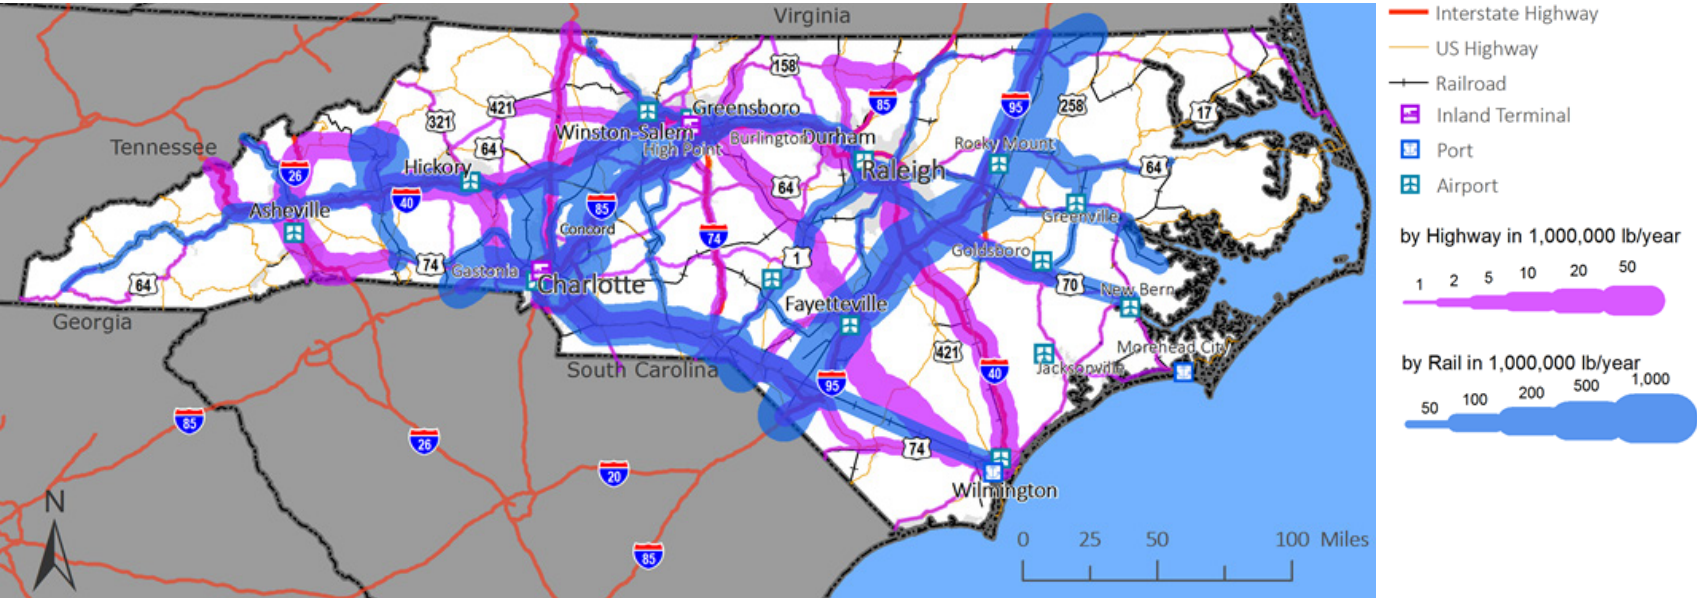 Virginia
Interstate Highway
US Highway
Railroad
Inland Terminal
Port
Airport
158
421
321
Greensboro
85
95
258
17
Winston-Salem
Burlington
Durham
High Point
Rocky Mount
Tennessee
64
Hickory
64
26
Raleigh
40
64
85
Asheville
Greenville
Concord
74
Goldsboro
1
by Highway in 1,000,000 lb/year
74
Gastonia
64
Charlotte
70
New Bern
1
2
5
10
20
50
Fayetteville
Georgia
421
Morehead City
Jacksonville
South Carolina
95
40
by Rail in 1,000,000 lb/year
50
100
200
500
1,000
85
26
20
74
Wilmington
N
85
0 25 50 100 Miles